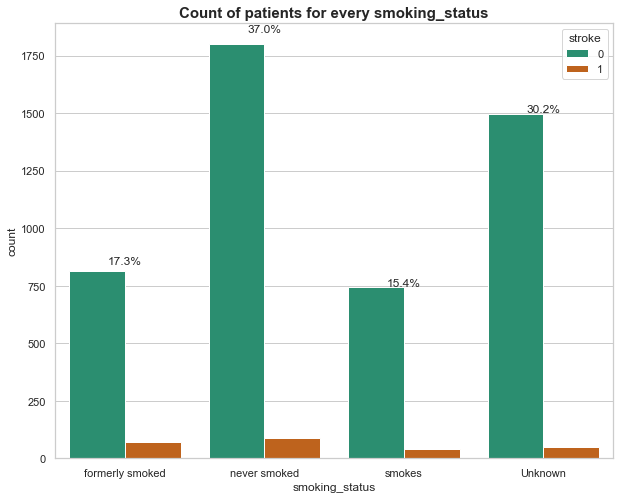 Count of patients for every smoking_status
stroke
0
1
37.0%
30.2%
17.3%
15.4%
1750
1500
1250
1000
750
500
250
0
count
formerly smoked
never smoked
smokes
Unknown
smoking_status